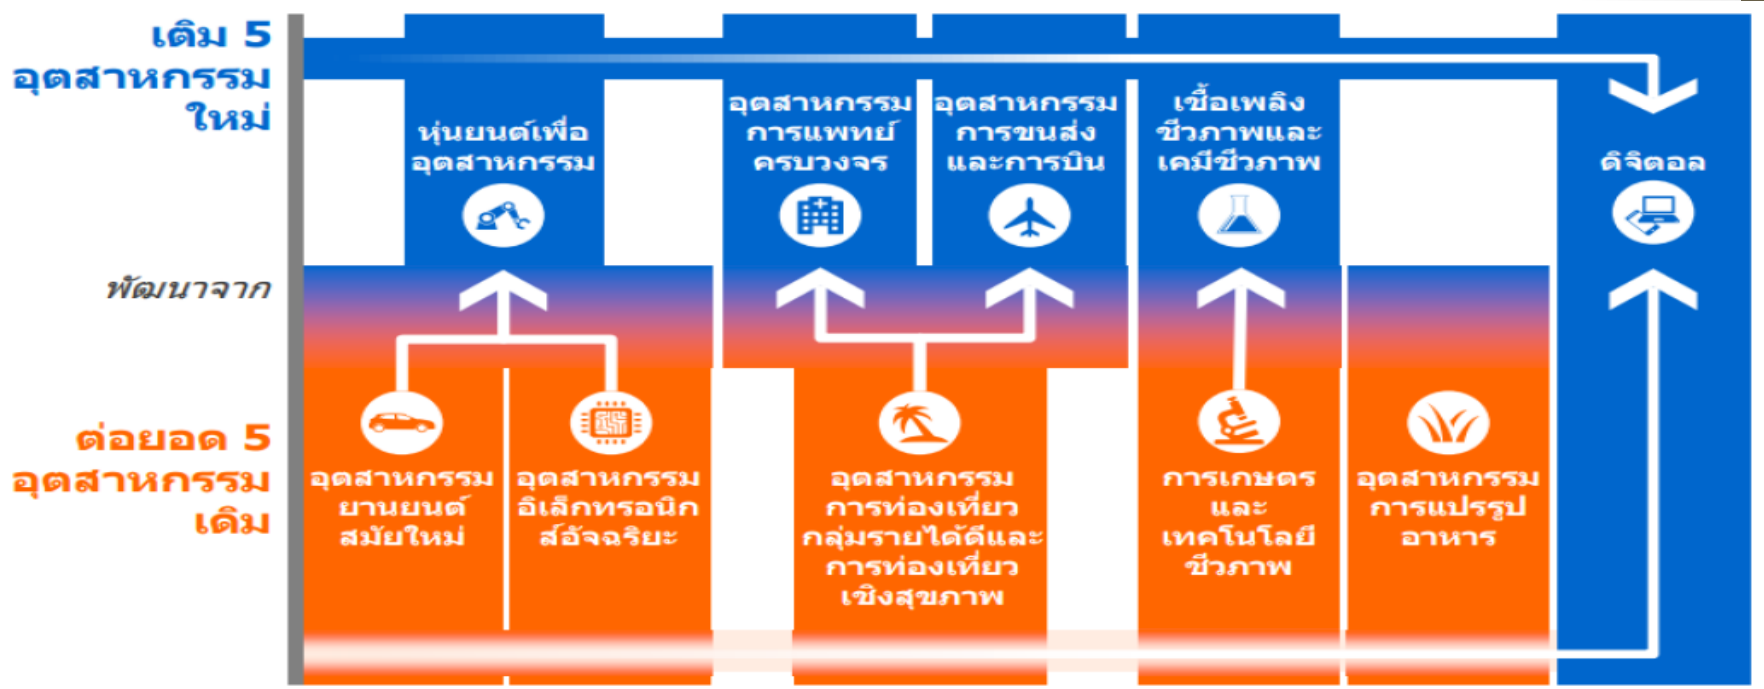 เติม 5
อุตสาหกรรม
ใหม่
หุ่นยนต์เพื่อ
อุตสาหกรรม
อุตสาหกรรม
การแพทย์
ครบวงจร
อุตสาหกรรม
การขนส่ง
และการบิน
เชื้อเพลิง
ชีวภาพและ
เคมีชีวภาพ
ดิจิตอล
พัฒนาจาก
ต่อยอด 5
อุตสาหกรรม
เดิม
อุตสาหกรรม
ยานยนต์
สมัยใหม่
อุตสาหกรรม
อิเล็กทรอนิก
ส์อัจฉริยะ
อุตสาหกรรม
การท่องเที่ยว
กลุ่มรายได้ดีและ
การท่องเที่ยว
เชิงสุขภาพ
การเกษตร
และ
เทคโนโลยี
ชีวภาพ
อุตสาหกรรม
การแปรรูป
อาหาร